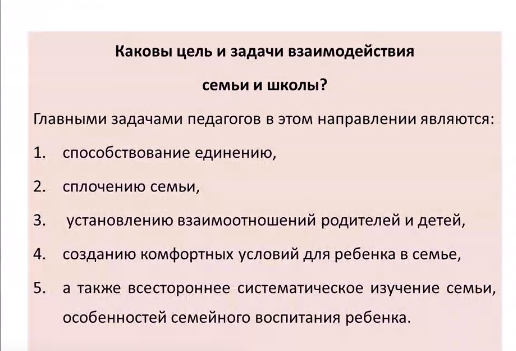 Каковы цель и задачи взаимодействия
семьи и школы?
Главными задачами педагогов в этом направлении являются:
1. способствование единению,
2. сплочению семьи,
3. установлению взаимоотношений родителей и детей,
4. созданию комфортных условий для ребенка в семье,
5. а также всестороннее систематическое изучение семьи,
особенностей семейного воспитания ребенка.